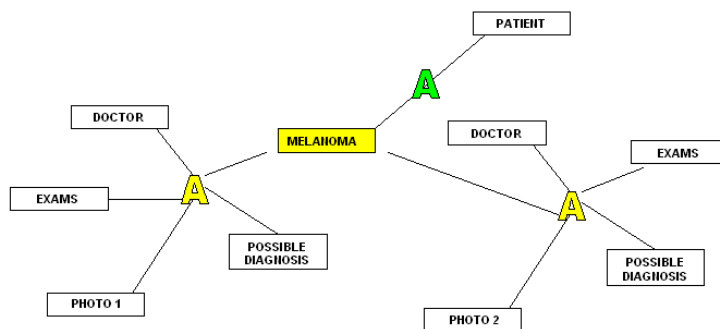 PATIENT
A
DOCTOR
MELANOMA
DOCTOR
EXAMS
A
EXAMS
A
POSSIBLE
DIAGNOSIS
POSSIBLE
DIAGNOSIS
PHOTO 1
PHOTO 2